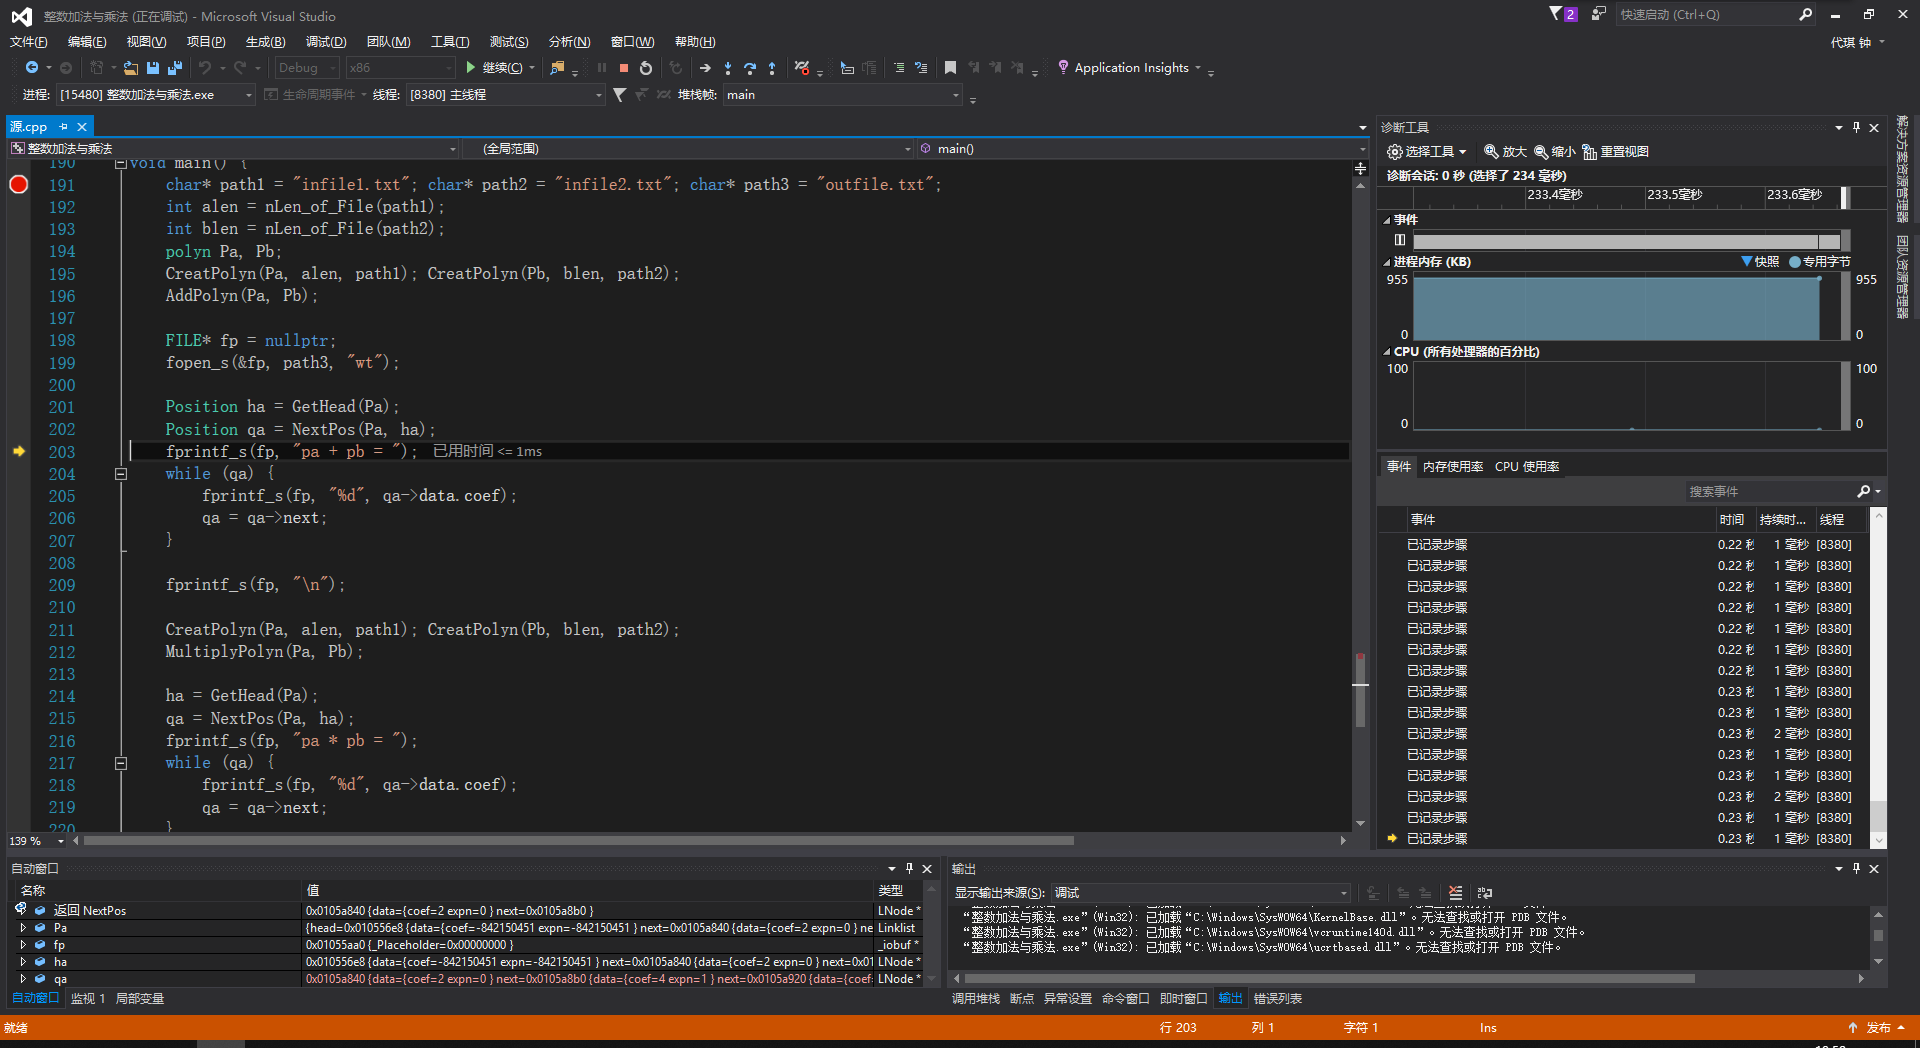 整数加法与乘法 (正在调试) - Microsoft Visual Studio
2
快速启动 (Ctrl+Q)
文件(F) 编辑(E) 视图(V) 项目(P) 生成(B) 调试(D) 团队(M) 工具(T) 测试(S) 分析(N) 窗口(W) 帮助(H)
代琪 钟
Debug x86 继续(C) Application Insights
进程: [15480] 整数加法与乘法.exe 生命周期事件 线程: [8380] 主线程 堆栈帧: main
源.cpp
整数加法与乘法 (全局范围) main()
190 void main() {
191 char* path1 = "infile1.txt"; char* path2 = "infile2.txt"; char* path3 = "outfile.txt";
192 int alen = nLen_of_File(path1);
193 int blen = nLen_of_File(path2);
194 polyn Pa, Pb;
195 CreatPolyn(Pa, alen, path1); CreatPolyn(Pb, blen, path2);
196 AddPolyn(Pa, Pb);
197
198 FILE* fp = nullptr;
199 fopen_s(&fp, path3, "wt");
200
201 Position ha = GetHead(Pa);
202 Position qa = NextPos(Pa, ha);
203 fprintf_s(fp, "pa + pb = "); 已用时间 <= 1ms
204 while (qa) {
205 fprintf_s(fp, "%d", qa->data.coef);
206 qa = qa->next;
207 }
208
209 fprintf_s(fp, "\n");
210
211 CreatPolyn(Pa, alen, path1); CreatPolyn(Pb, blen, path2);
212 MultiplyPolyn(Pa, Pb);
213
214 ha = GetHead(Pa);
215 qa = NextPos(Pa, ha);
216 fprintf_s(fp, "pa * pb = ");
217 while (qa) {
218 fprintf_s(fp, "%d", qa->data.coef);
219 qa = qa->next;
220 }
139 %
诊断工具
选择工具 放大 缩小 重置视图
诊断会话: 0 秒 (选择了 234 毫秒)
233.4毫秒 233.5毫秒 233.6毫秒
事件
进程内存 (KB) 快照 专用字节
955 955
0 0
CPU (所有处理器的百分比)
100 100
0 0
事件 内存使用率 CPU 使用率
搜索事件
事件 时间 持续时... 线程
已记录步骤 0.22 秒 1 毫秒 [8380]
已记录步骤 0.22 秒 1 毫秒 [8380]
已记录步骤 0.22 秒 1 毫秒 [8380]
已记录步骤 0.22 秒 1 毫秒 [8380]
已记录步骤 0.22 秒 1 毫秒 [8380]
已记录步骤 0.22 秒 1 毫秒 [8380]
已记录步骤 0.22 秒 1 毫秒 [8380]
已记录步骤 0.23 秒 1 毫秒 [8380]
已记录步骤 0.23 秒 1 毫秒 [8380]
已记录步骤 0.23 秒 2 毫秒 [8380]
已记录步骤 0.23 秒 1 毫秒 [8380]
已记录步骤 0.23 秒 1 毫秒 [8380]
已记录步骤 0.23 秒 2 毫秒 [8380]
已记录步骤 0.23 秒 1 毫秒 [8380]
已记录步骤 0.23 秒 1 毫秒 [8380]
解决方案资源管理器
团队资源管理器
自动窗口
名称 值 类型
返回 NextPos 0x0105a840 {data={coef=2 expn=0 } next=0x0105a8b0 } LNode *
Pa {head=0x010556e8 {data={coef=-842150451 expn=-842150451 } next=0x0105a840 {data={coef=2 expn=0 } ne Linklist
fp 0x01055aa0 {_Placeholder=0x00000000 } _iobuf *
ha 0x010556e8 {data={coef=-842150451 expn=-842150451 } next=0x0105a840 {data={coef=2 expn=0 } next=0x01 LNode *
qa 0x0105a840 {data={coef=2 expn=0 } next=0x0105a8b0 {data={coef=4 expn=1 } next=0x0105a920 {data={coef= LNode *
自动窗口 监视 1 局部变量
输出
显示输出来源(S): 调试
“整数加法与乘法.exe”(Win32): 已加载“C:\Windows\SysWOW64\KernelBase.dll”。无法查找或打开 PDB 文件。
“整数加法与乘法.exe”(Win32): 已加载“C:\Windows\SysWOW64\vcruntime140d.dll”。无法查找或打开 PDB 文件。
“整数加法与乘法.exe”(Win32): 已加载“C:\Windows\SysWOW64\ucrtbased.dll”。无法查找或打开 PDB 文件。
调用堆栈 断点 异常设置 命令窗口 即时窗口 输出 错误列表
就绪 行 203 列 1 字符 1 Ins 发布